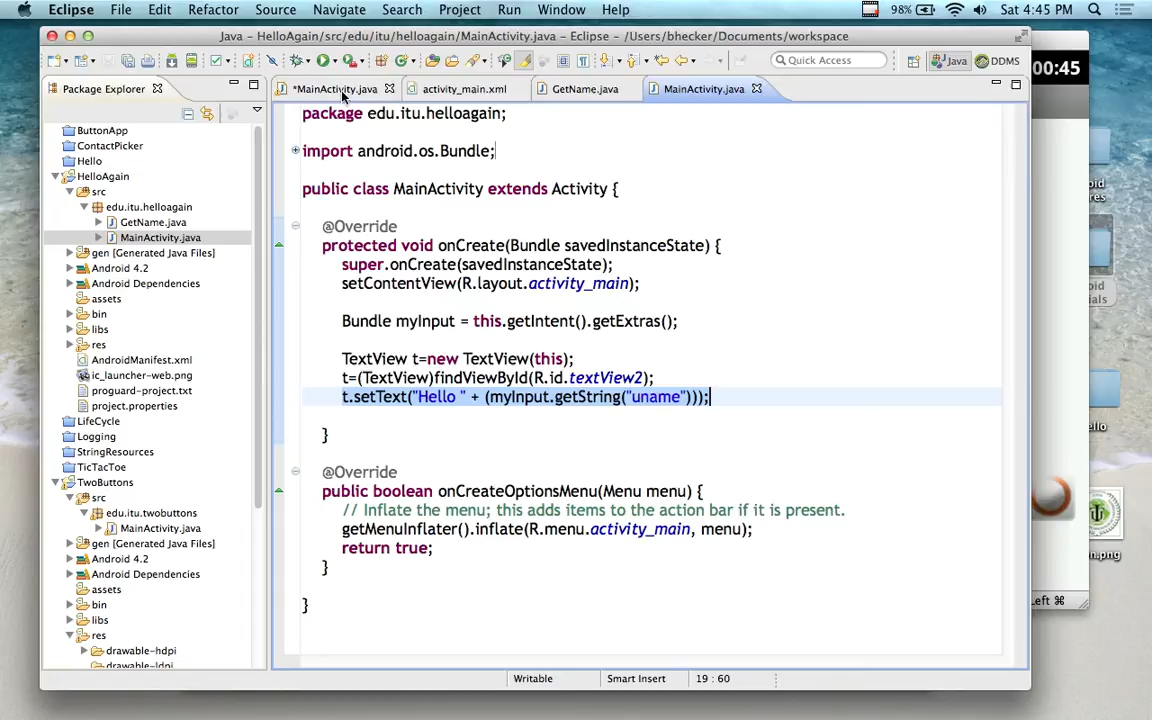 Eclipse File Edit Refactor Source Navigate Search Project Run Window Help 98% Sat 4:45 PM
Java - HelloAgain/src/edu/itu/helloagain/MainActivity.java - Eclipse - /Users/bhecker/Documents/workspace
Quick Access Java DDMS
00:45
Package Explorer
*MainActivity.java activity_main.xml GetName.java MainActivity.java
ButtonApp
ContactPicker
Hello
HelloAgain
src
edu.itu.helloagain
GetName.java
MainActivity.java
gen [Generated Java Files]
Android 4.2
Android Dependencies
assets
bin
libs
res
AndroidManifest.xml
ic_launcher-web.png
proguard-project.txt
project.properties
LifeCycle
Logging
StringResources
TicTacToe
TwoButtons
src
edu.itu.twobuttons
MainActivity.java
gen [Generated Java Files]
Android 4.2
Android Dependencies
assets
bin
libs
res
drawable-hdpi
drawable-ldpi
package edu.itu.helloagain;
import android.os.Bundle;
public class MainActivity extends Activity {
@Override
protected void onCreate(Bundle savedInstanceState) {
super.onCreate(savedInstanceState);
setContentView(R.layout.activity_main);
Bundle myInput = this.getIntent().getExtras();
TextView t=new TextView(this);
t=(TextView)findViewById(R.id.textView2);
t.setText("Hello " + (myInput.getString("uname")));
}
@Override
public boolean onCreateOptionsMenu(Menu menu) {
// Inflate the menu; this adds items to the action bar if it is present.
getMenuInflater().inflate(R.menu.activity_main, menu);
return true;
}
}
Writable Smart Insert 19 : 60
Left ⌘